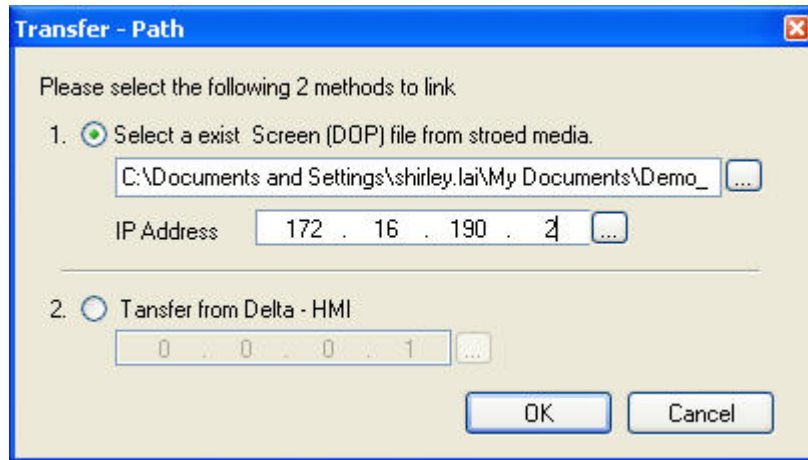 Transfer - Path
Please select the following 2 methods to link
1. Select a exist Screen (DOP) file from stroed media.
C:\Documents and Settings\shirley.lai\My Documents\Demo_ ...
IP Address 172 . 16 . 190 . 2 ...
2. Tansfer from Delta - HMI
0 . 0 . 0 . 1 ...
OK Cancel